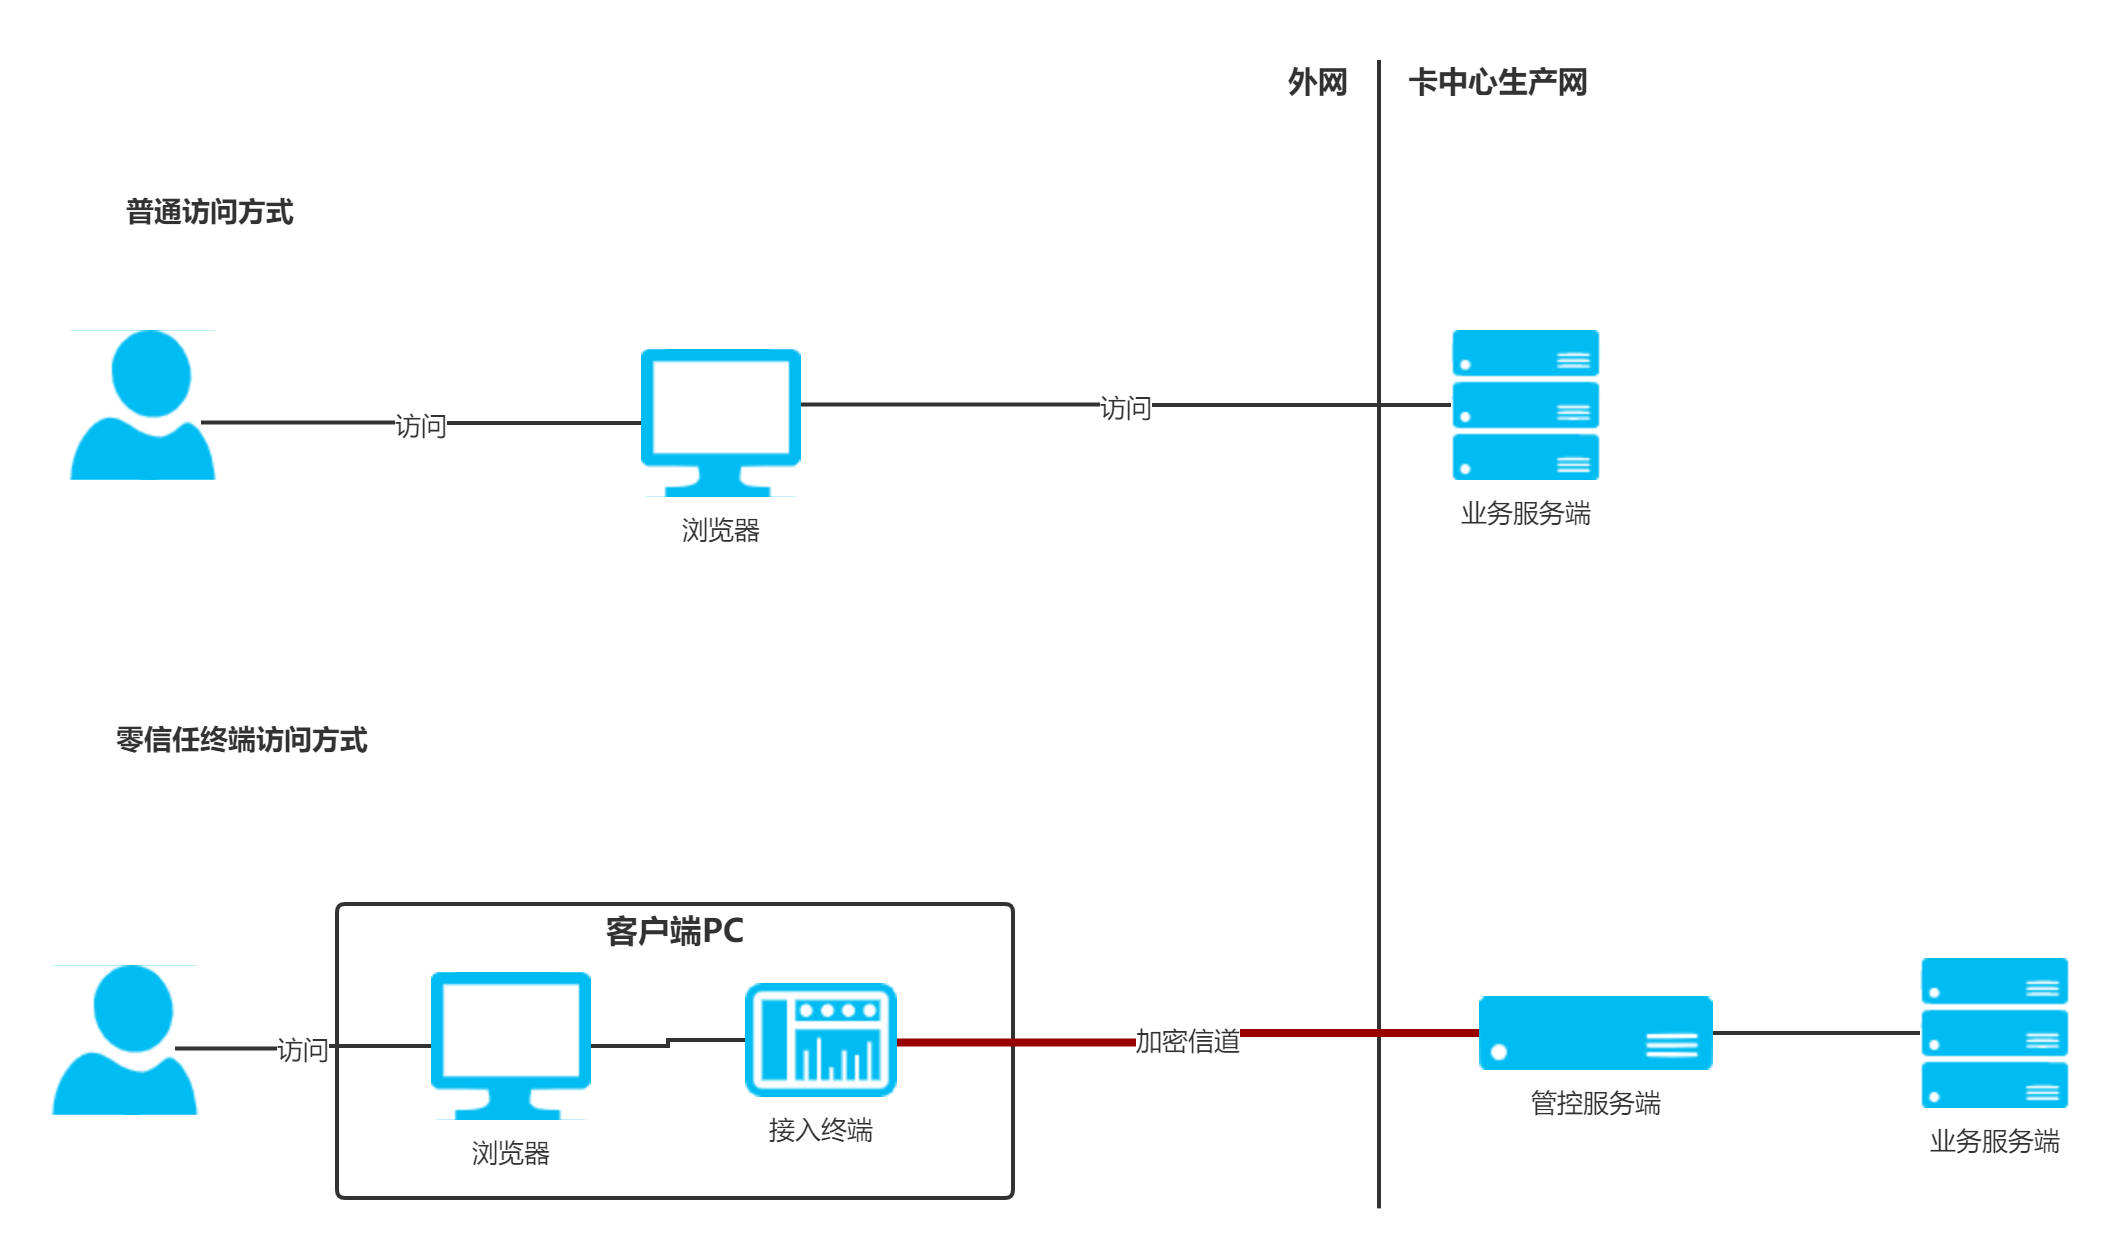 外网
卡中心生产网
普通访问方式
访问
访问
浏览器
业务服务端
零信任终端访问方式
客户端PC
访问
加密信道
浏览器
接入终端
管控服务端
业务服务端